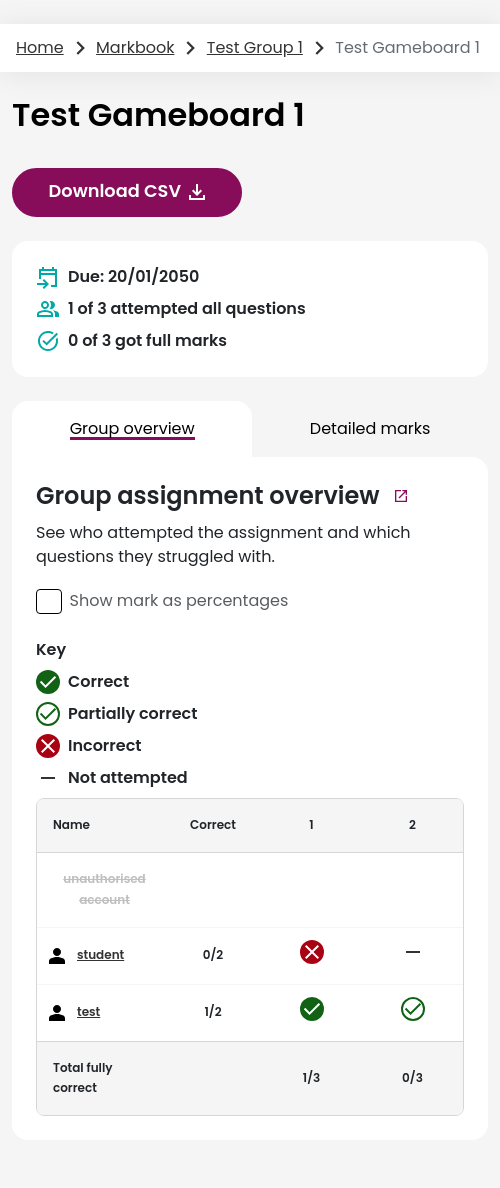 Home > Markbook > Test Group 1 > Test Gameboard 1
Test Gameboard 1
Download CSV
Due: 20/01/2050
1 of 3 attempted all questions
0 of 3 got full marks
Group overview Detailed marks
Group assignment overview
See who attempted the assignment and which
questions they struggled with.
Show mark as percentages
Key
Correct
Partially correct
Incorrect
— Not attempted
Name Correct 1 2
unauthorised
account
student 0/2 —
test 1/2
Total fully
correct 1/3 0/3